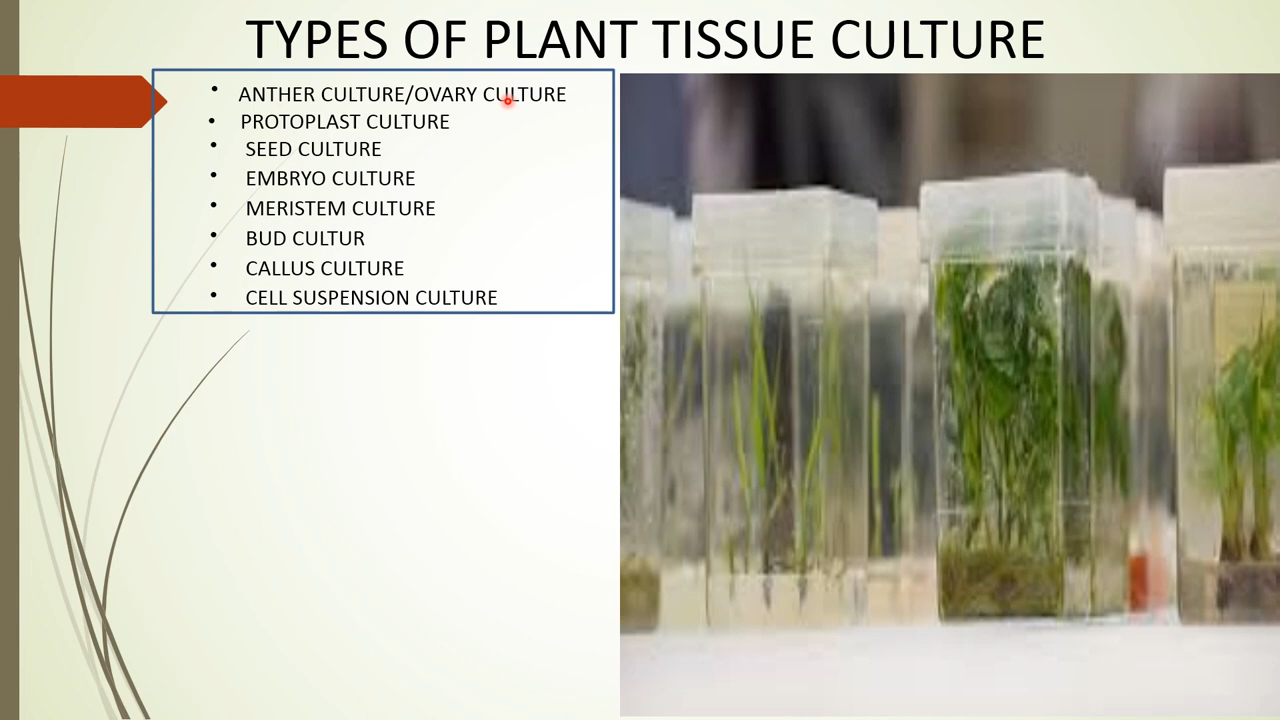 TYPES OF PLANT TISSUE CULTURE
• ANTHER CULTURE/OVARY CULTURE
• PROTOPLAST CULTURE
• SEED CULTURE
• EMBRYO CULTURE
• MERISTEM CULTURE
• BUD CULTUR
• CALLUS CULTURE
• CELL SUSPENSION CULTURE